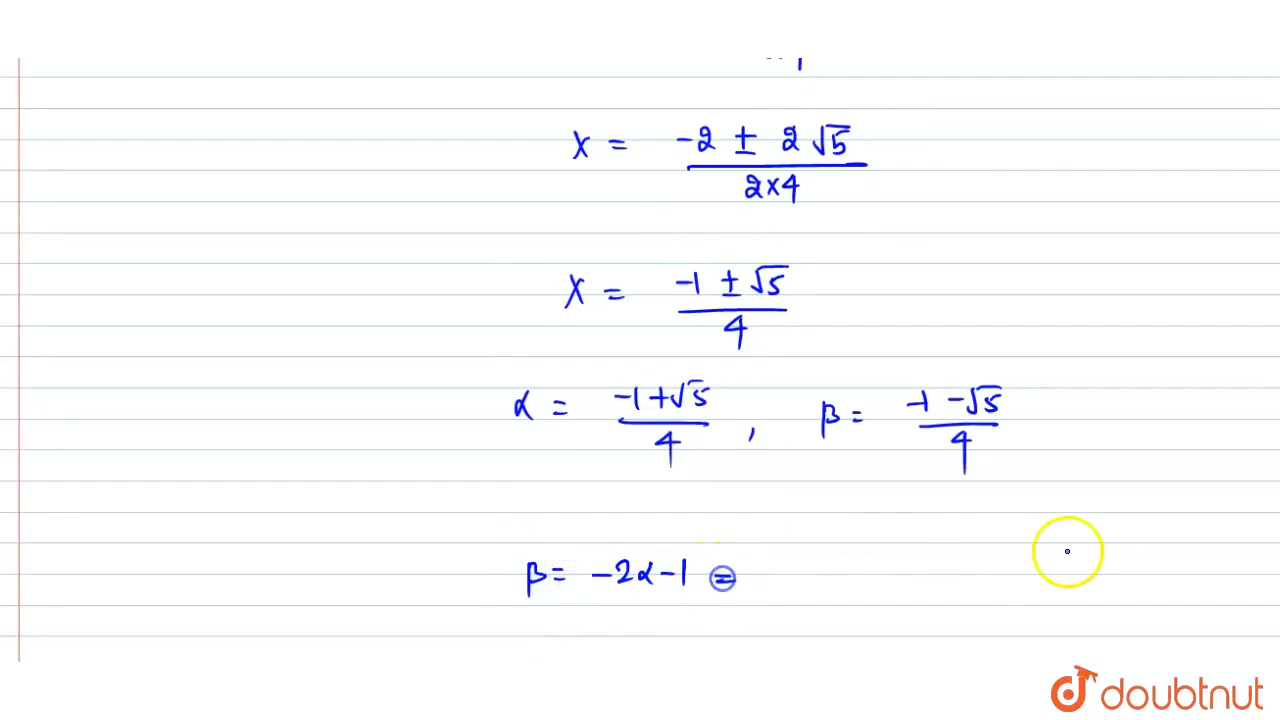 x = -2 ± 2√5
2×4
x = -1 ± √5
4
α = -1+√5 , β = -1-√5
4 4
β = -2α-1 =
doubtnut